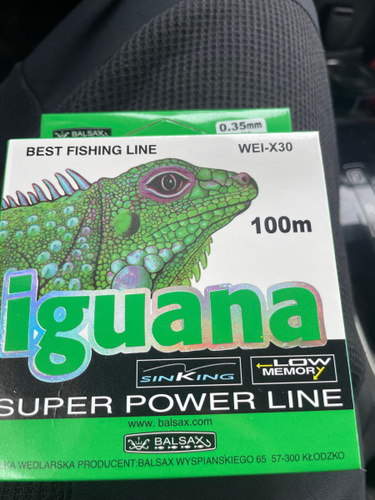 BALSAX
0.35mm
BEST FISHING LINE WEI-X30
100m
iguana
SINKING
LOW
MEMORY
SUPER POWER LINE
www.balsax.com
BALSAX
WEDLARSKA PRODUCENT:BALSAX WYSPIANSKIEGO 65 57-300 KŁODZKO